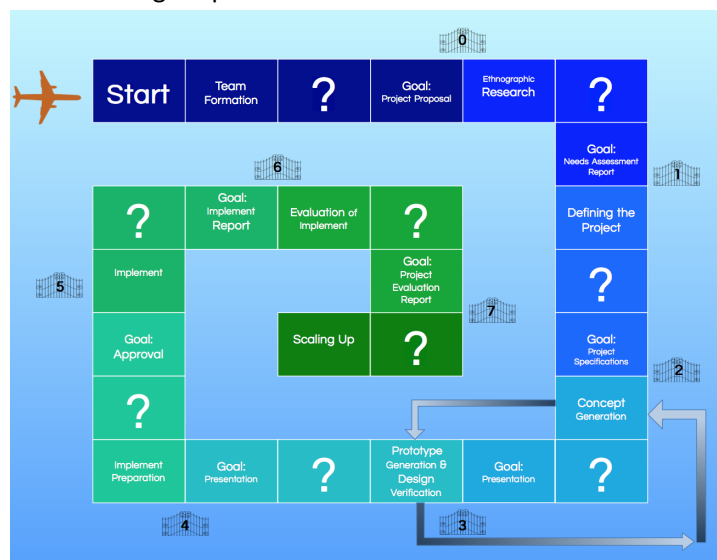 0
Start
Team
Formation
?
Goal:
Project Proposal
Ethnographic
Research
?
Goal:
Needs Assessment
Report
1
Defining the
Project
?
Goal:
Project
Specifications
2
Concept
Generation
?
Goal:
Presentation
3
Prototype
Generation &
Design
Verification
?
Goal:
Presentation
4
Implement
Preparation
?
Goal:
Approval
5
Implement
?
Goal:
Implement
Report
6
Evaluation of
Implement
?
Goal:
Project
Evaluation
Report
7
?
Scaling Up